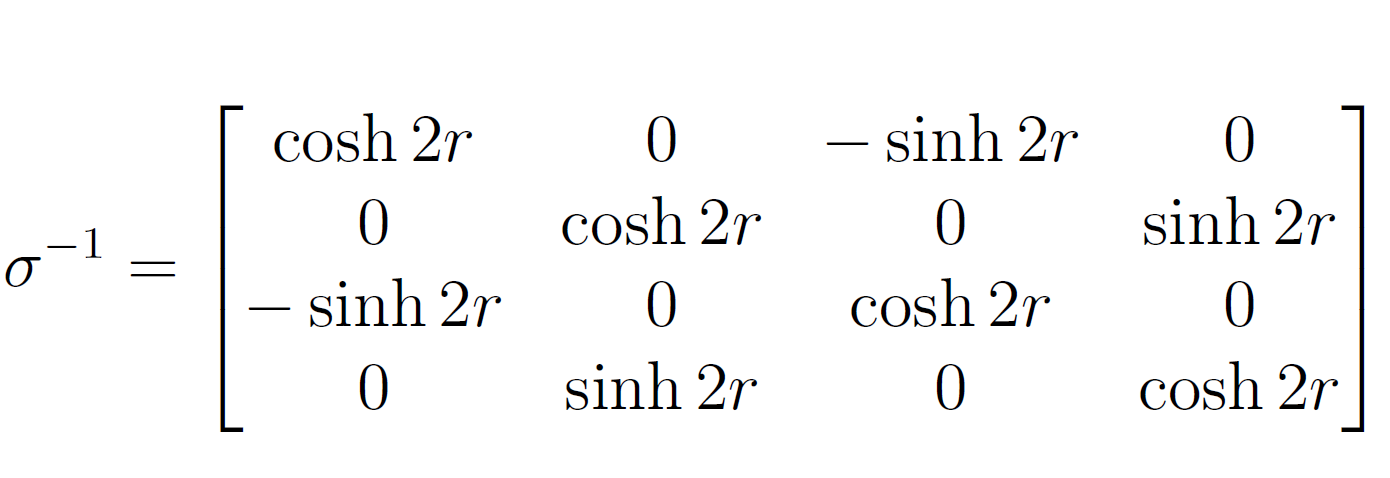 cosh 2r 0 − sinh 2r 0
0 cosh 2r 0 sinh 2r
σ⁻¹ =
− sinh 2r 0 cosh 2r 0
0 sinh 2r 0 cosh 2r